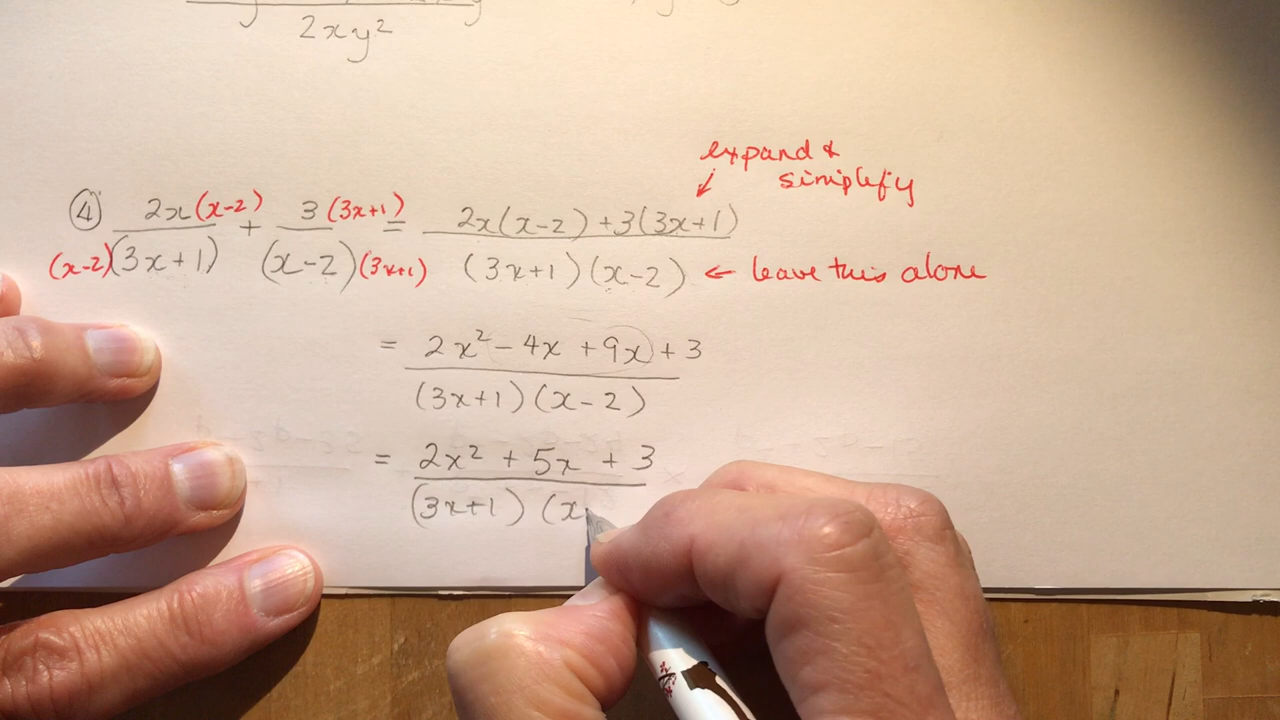 2xy²
expand &
simplify
④ 2x(x-2) + 3(3x+1) = 2x(x-2)+3(3x+1)
(x-2)(3x+1) (x-2)(3x+1) (3x+1)(x-2) ← leave this alone
= 2x²-4x+9x+3
(3x+1)(x-2)
= 2x²+5x+3
(3x+1)(x